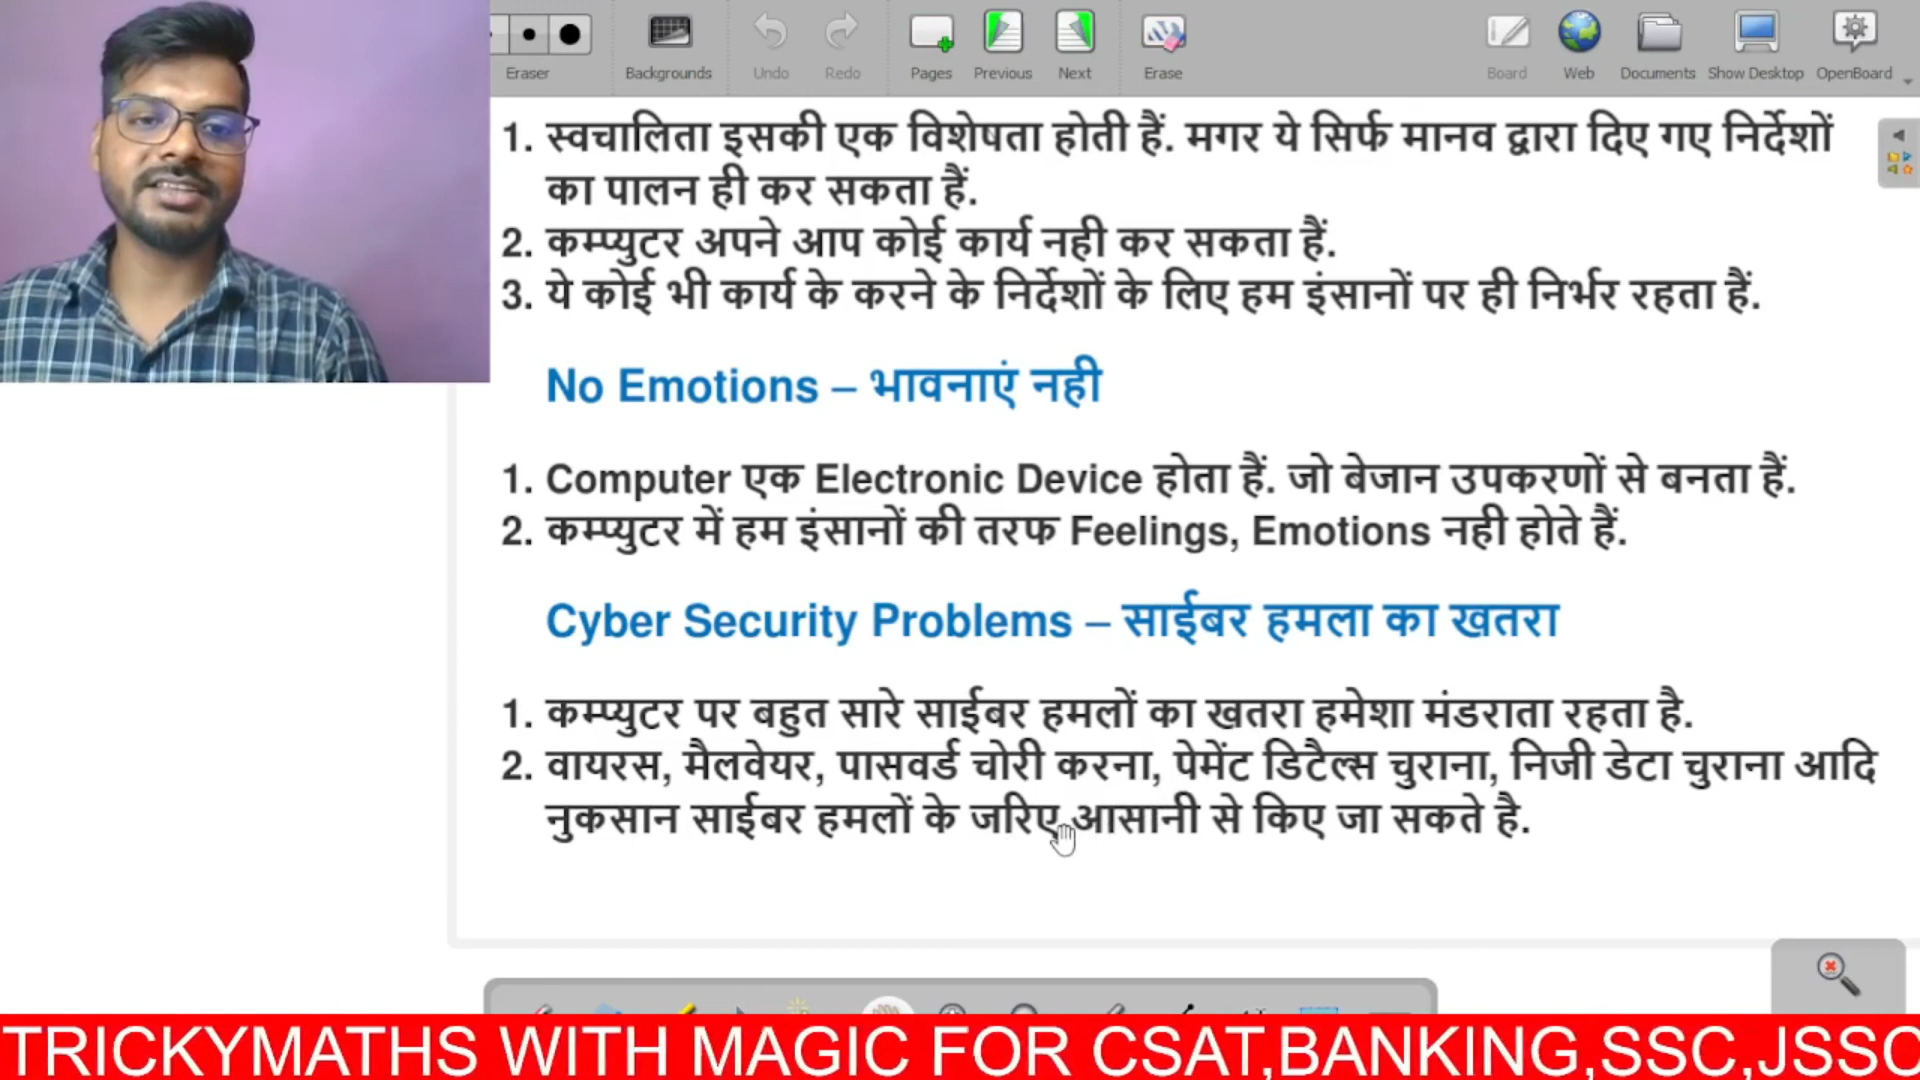 Eraser
Backgrounds
Undo
Redo
Pages
Previous
Next
Erase
Board
Web
Documents
Show Desktop
OpenBoard
1. स्वचालिता इसकी एक विशेषता होती हैं. मगर ये सिर्फ मानव द्वारा दिए गए निर्देशों
का पालन ही कर सकता हैं.
2. कम्प्युटर अपने आप कोई कार्य नही कर सकता हैं.
3. ये कोई भी कार्य के करने के निर्देशों के लिए हम इंसानों पर ही निर्भर रहता हैं.
No Emotions – भावनाएं नही
1. Computer एक Electronic Device होता हैं. जो बेजान उपकरणों से बनता हैं.
2. कम्प्युटर में हम इंसानों की तरफ Feelings, Emotions नही होते हैं.
Cyber Security Problems – साईबर हमला का खतरा
1. कम्प्युटर पर बहुत सारे साईबर हमलों का खतरा हमेशा मंडराता रहता है.
2. वायरस, मैलवेयर, पासवर्ड चोरी करना, पेमेंट डिटैल्स चुराना, निजी डेटा चुराना आदि
नुकसान साईबर हमलों के जरिए आसानी से किए जा सकते है.
TRICKYMATHS WITH MAGIC FOR CSAT,BANKING,SSC,JSSC